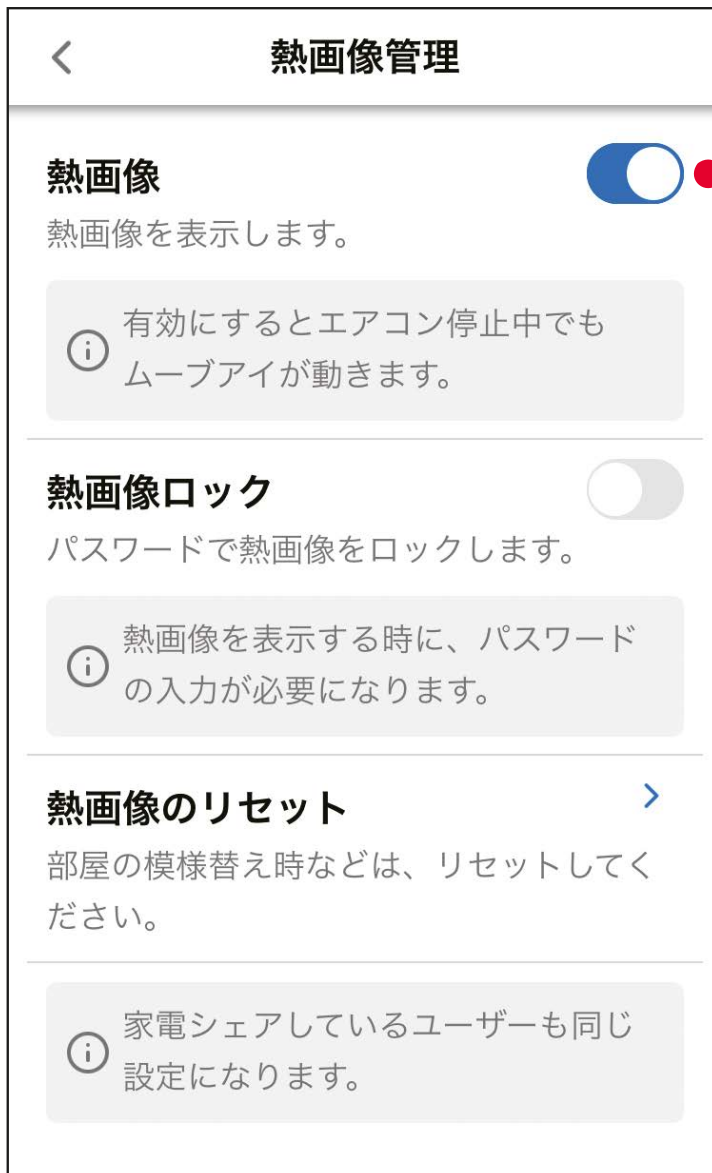 熱画像管理
熱画像
熱画像を表示します。
有効にするとエアコン停止中でも
ムーブアイが動きます。
熱画像ロック
パスワードで熱画像をロックします。
熱画像を表示する時に、パスワード
の入力が必要になります。
熱画像のリセット
部屋の模様替え時などは、リセットしてく
ださい。
家電シェアしているユーザーも同じ
設定になります。